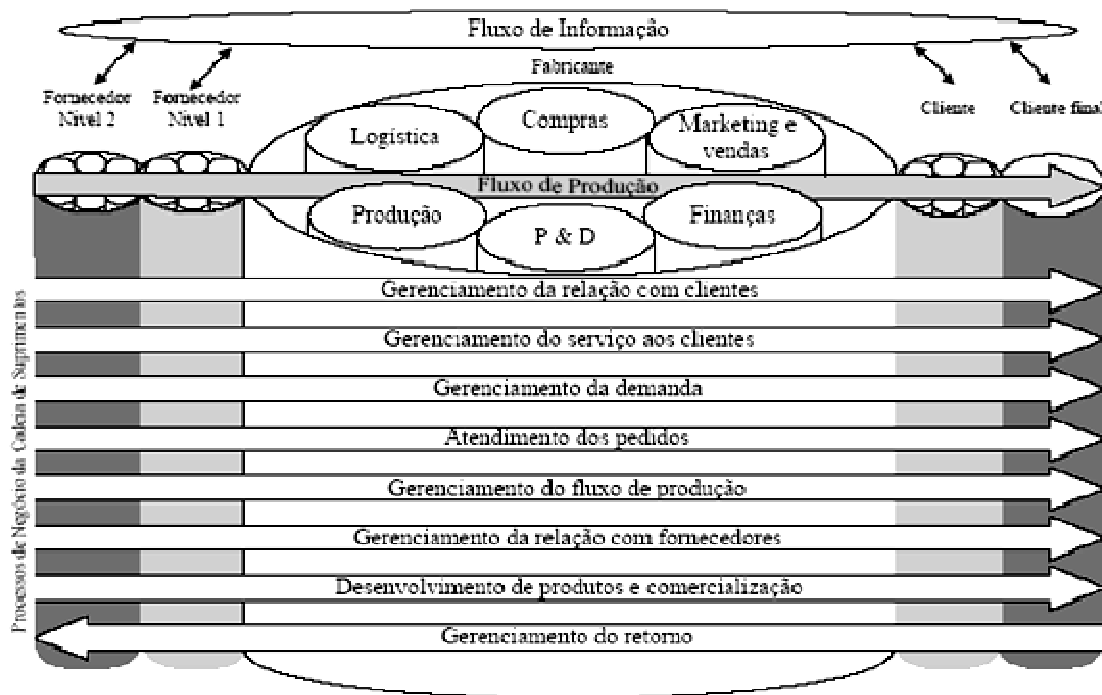 Fluxo de Informação
Fabricante
Fornecedor
Nivel 2
Fornecedor
Nivel 1
Cliente
Cliente final
Logística
Compras
Marketing e
vendas
Fluxo de Produção
Produção
P & D
Finanças
Processos de Negócio da Cadeia de Suprimentos
Gerenciamento da relação com clientes
Gerenciamento do serviço aos clientes
Gerenciamento da demanda
Atendimento dos pedidos
Gerenciamento do fluxo de produção
Gerenciamento da relação com fornecedores
Desenvolvimento de produtos e comercialização
Gerenciamento do retorno